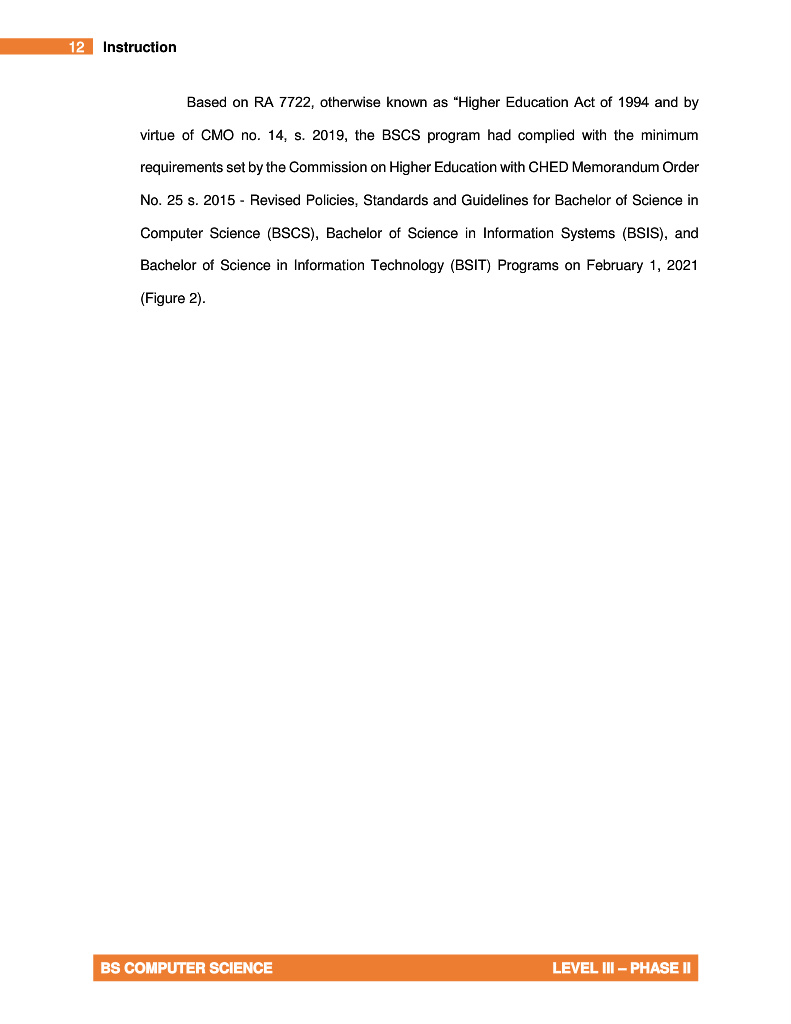 12 Instruction
Based on RA 7722, otherwise known as “Higher Education Act of 1994 and by
virtue of CMO no. 14, s. 2019, the BSCS program had complied with the minimum
requirements set by the Commission on Higher Education with CHED Memorandum Order
No. 25 s. 2015 - Revised Policies, Standards and Guidelines for Bachelor of Science in
Computer Science (BSCS), Bachelor of Science in Information Systems (BSIS), and
Bachelor of Science in Information Technology (BSIT) Programs on February 1, 2021
(Figure 2).
BS COMPUTER SCIENCE LEVEL III – PHASE II